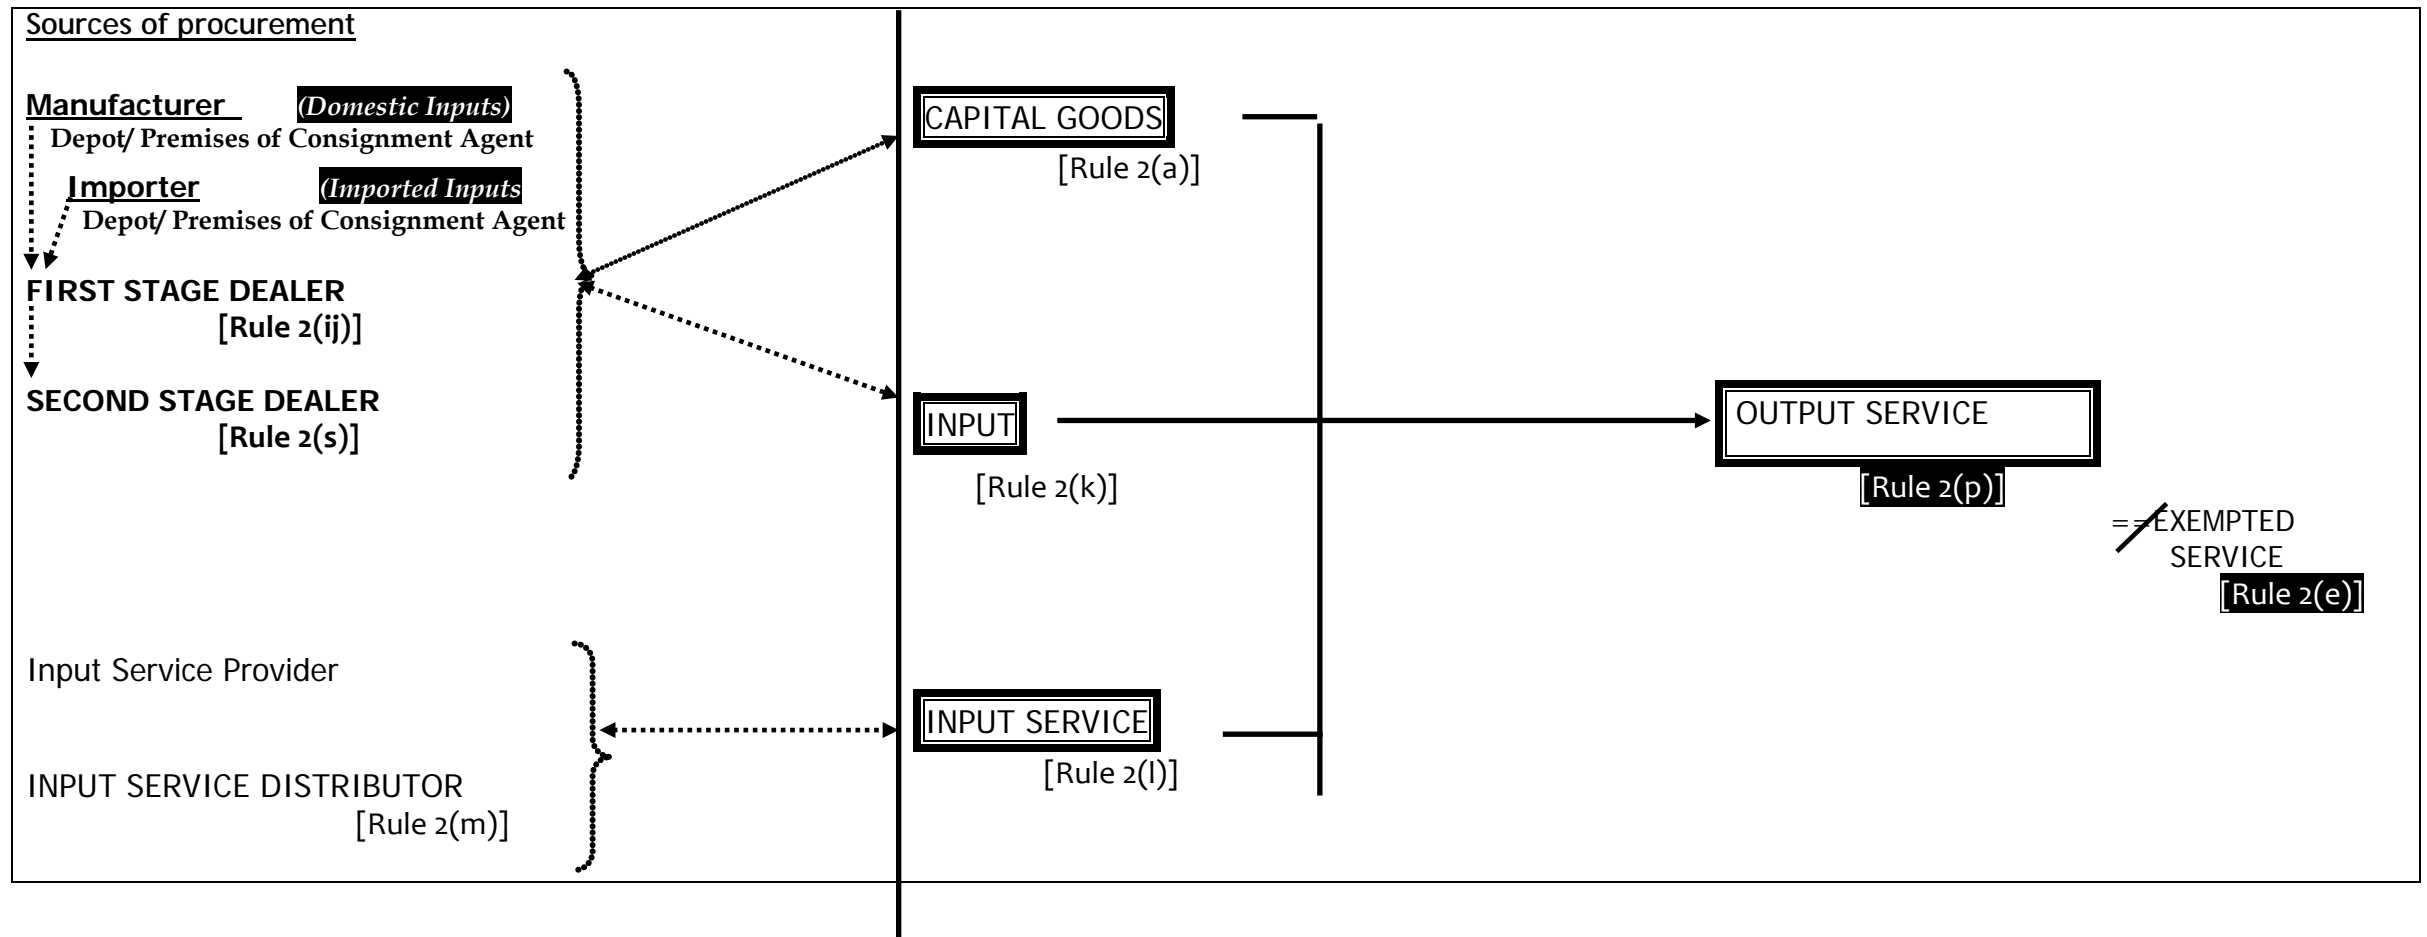 Sources of procurement
Manufacturer (Domestic Inputs)
Depot/ Premises of Consignment Agent
Importer (Imported Inputs
Depot/ Premises of Consignment Agent
FIRST STAGE DEALER
[Rule 2(ij)]
SECOND STAGE DEALER
[Rule 2(s)]
Input Service Provider
INPUT SERVICE DISTRIBUTOR
[Rule 2(m)]
CAPITAL GOODS
[Rule 2(a)]
INPUT
[Rule 2(k)]
INPUT SERVICE
[Rule 2(l)]
OUTPUT SERVICE
[Rule 2(p)]
==EXEMPTED
SERVICE
[Rule 2(e)]